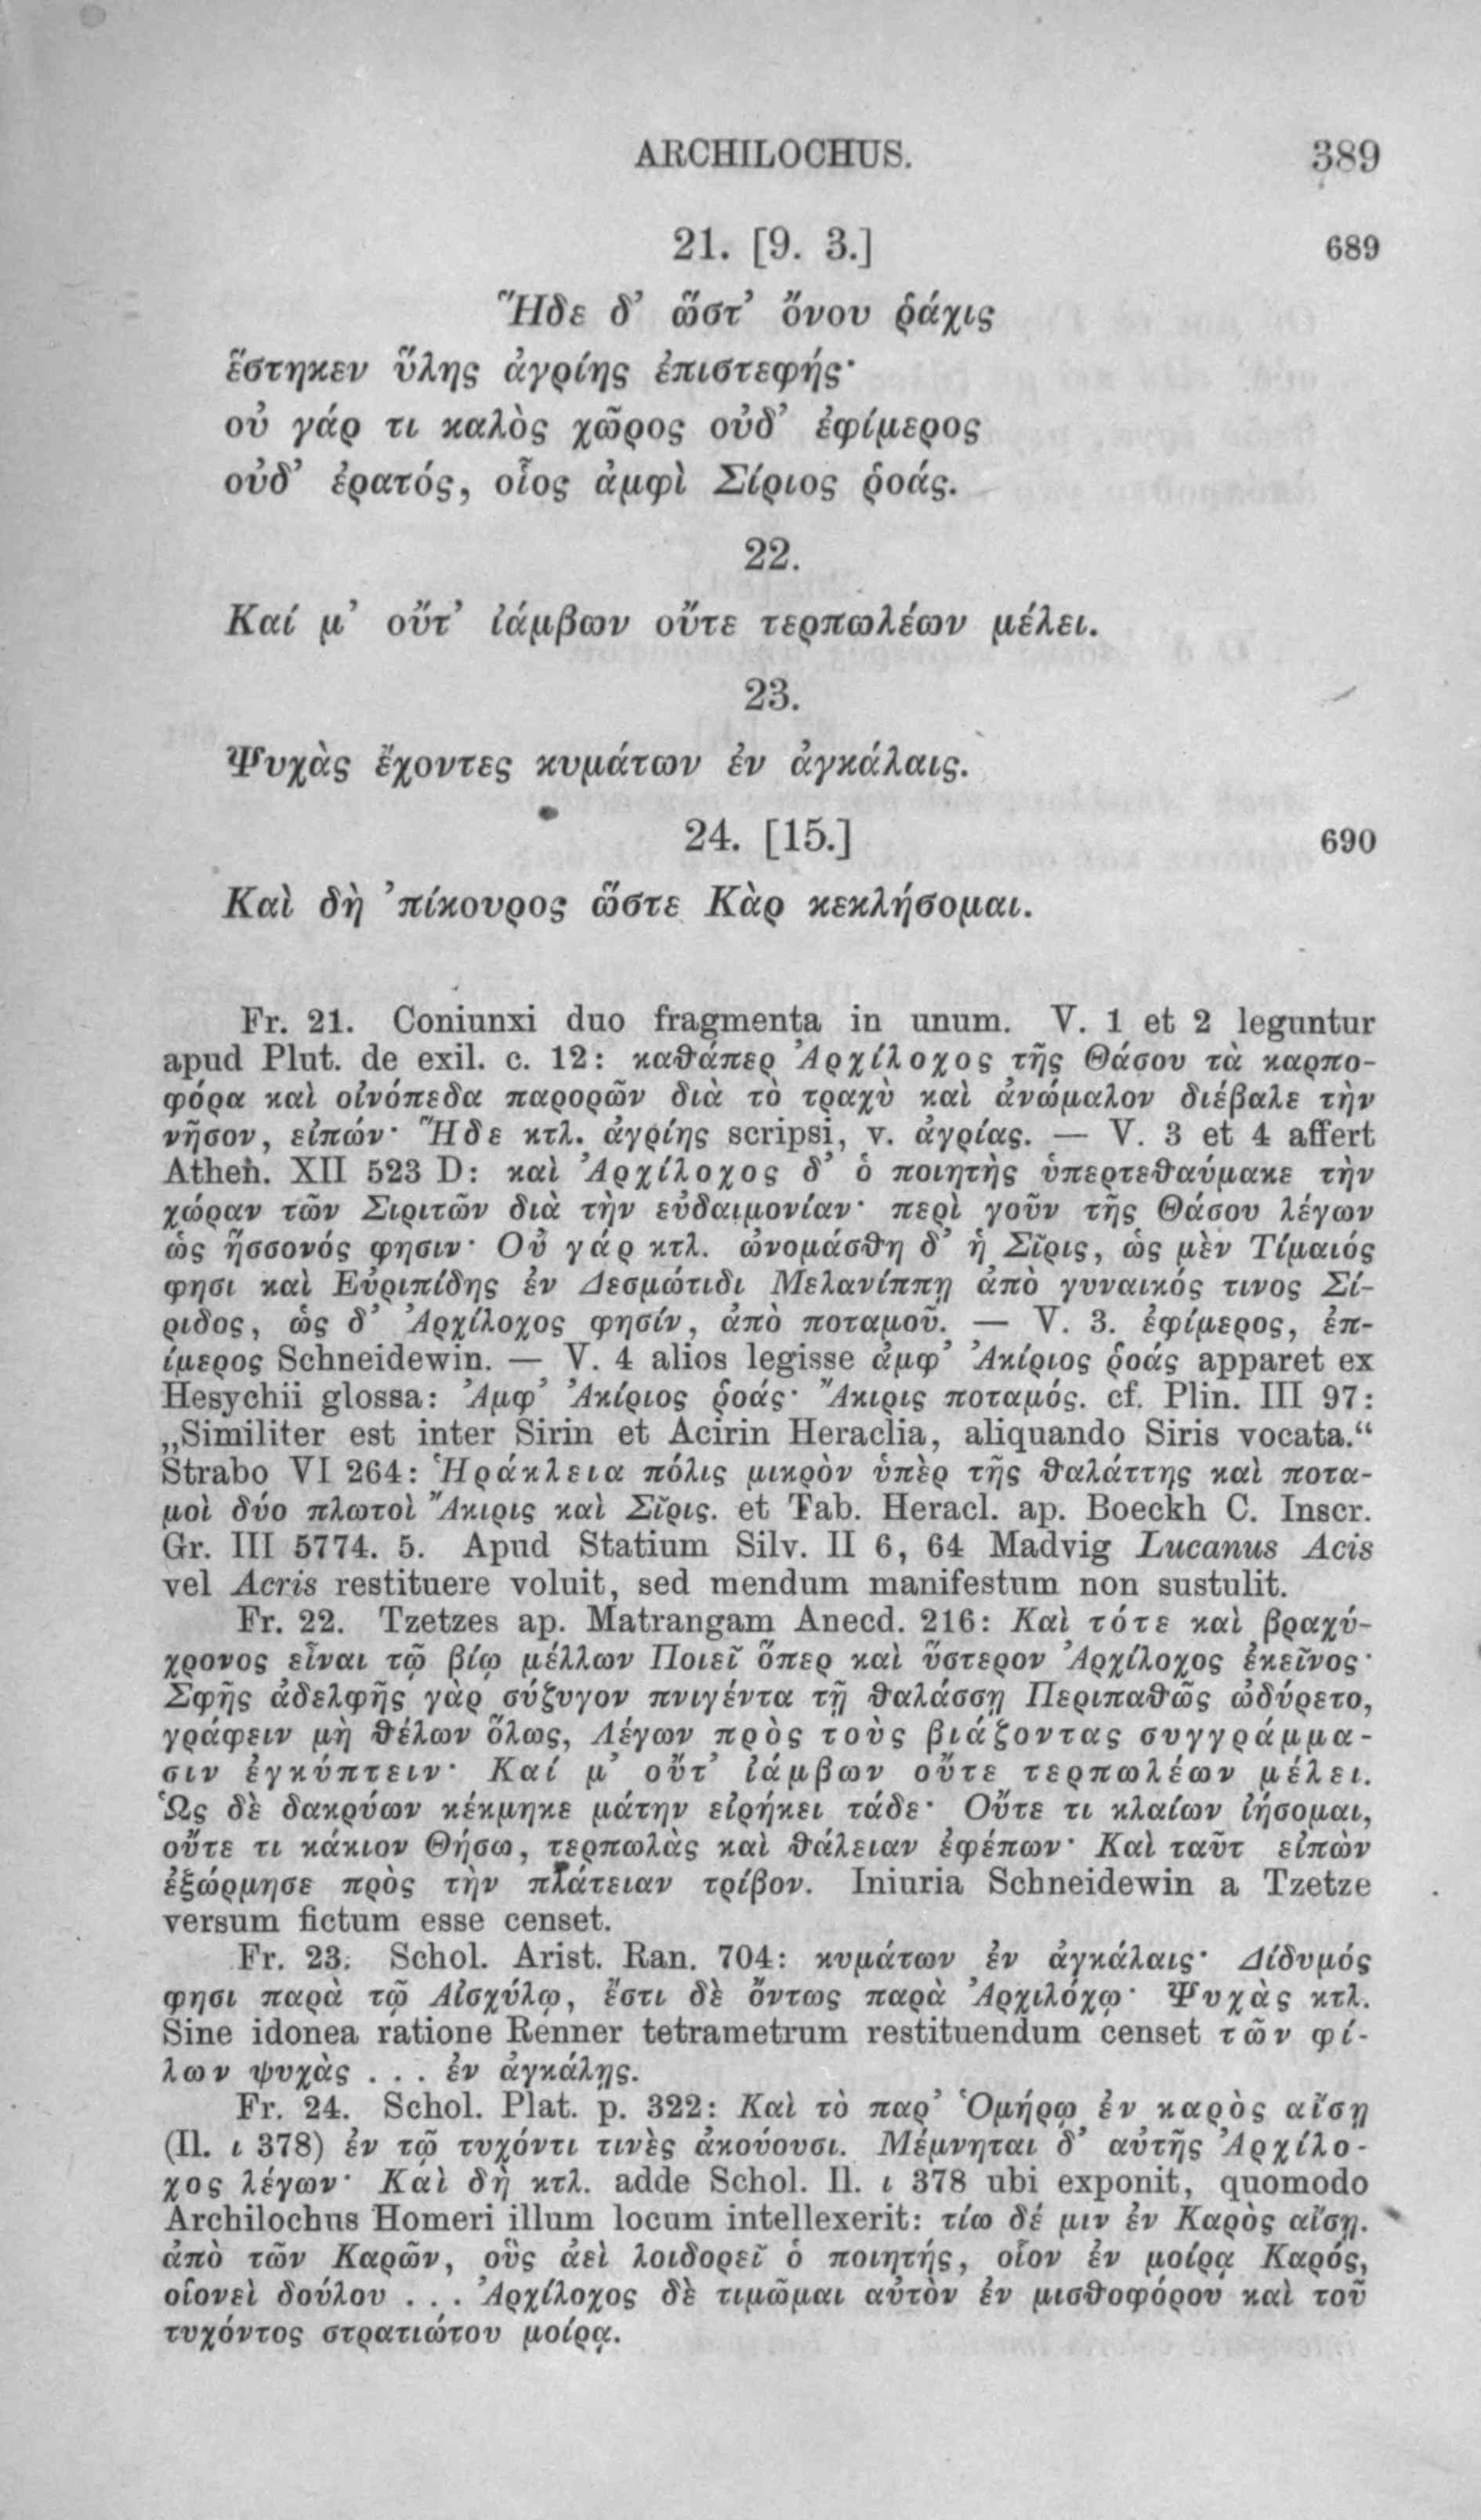 ARCHILOCHUS. 389
21. [9. 3.] 689
Ἥδε δ’ ὥστ’ ὄνου ῥάχις
ἕστηκεν ὕλης ἀγρίης ἐπιστεφής·
οὐ γάρ τι καλὸς χῶρος οὐδ’ ἐφίμερος
οὐδ’ ἐρατός, οἷος ἀμφὶ Σίριος ῥοάς.
22.
Καί μ’ οὔτ’ ἰάμβων οὔτε τερπωλέων μέλει.
23.
Ψυχὰς ἔχοντες κυμάτων ἐν ἀγκάλαις.
24. [15.] 690
Καὶ δὴ ’πίκουρος ὥστε Κὰρ κεκλήσομαι.
Fr. 21. Coniunxi duo fragmenta in unum. V. 1 et 2 leguntur
apud Plut. de exil. c. 12: καθάπερ Ἀρχίλοχος τῆς Θάσου τὰ καρπο-
φόρα καὶ οἰνόπεδα παρορῶν διὰ τὸ τραχὺ καὶ ἀνώμαλον διέβαλε τὴν
νῆσον, εἰπών· Ἥδε κτλ. ἀγρίης scripsi, v. ἀγρίας. — V. 3 et 4 affert
Athen. XII 523 D: καὶ Ἀρχίλοχος δ’ ὁ ποιητὴς ὑπερτεθαύμακε τὴν
χώραν τῶν Σιριτῶν διὰ τὴν εὐδαιμονίαν· περὶ γοῦν τῆς Θάσου λέγων
ὡς ἥσσονός φησιν· Οὐ γάρ κτλ. ὠνομάσθη δ’ ἡ Σῖρις, ὡς μὲν Τίμαιός
φησι καὶ Εὐριπίδης ἐν Δεσμώτιδι Μελανίππῃ ἀπὸ γυναικός τινος Σί-
ριδος, ὡς δ’ Ἀρχίλοχος φησίν, ἀπὸ ποταμοῦ. — V. 3. ἐφίμερος, ἐπ-
ίμερος Schneidewin. — V. 4 alios legisse ἀμφ’ Ἀκίριος ῥοάς apparet ex
Hesychii glossa: Ἀμφ’ Ἀκίριος ῥοάς· Ἄκιρις ποταμός. cf. Plin. III 97:
„Similiter est inter Sirin et Acirin Heraclia, aliquando Siris vocata.“
Strabo VI 264: Ἡράκλεια πόλις μικρὸν ὑπὲρ τῆς θαλάττης καὶ ποτα-
μοὶ δύο πλωτοὶ Ἄκιρις καὶ Σῖρις. et Tab. Heracl. ap. Boeckh C. Inscr.
Gr. III 5774. 5. Apud Statium Silv. II 6, 64 Madvig Lucanus Acis
vel Acris restituere voluit, sed mendum manifestum non sustulit.
Fr. 22. Tzetzes ap. Matrangam Anecd. 216: Καὶ τότε καὶ βραχύ-
χρονος εἶναι τῷ βίῳ μέλλων Ποιεῖ ὅπερ καὶ ὕστερον Ἀρχίλοχος ἐκεῖνος·
Σφῆς ἀδελφῆς γὰρ σύζυγον πνιγέντα τῇ θαλάσσῃ Περιπαθῶς ὠδύρετο,
γράφειν μὴ θέλων ὅλως, Λέγων πρὸς τοὺς βιάζοντας συγγράμμα-
σιν ἐγκύπτειν· Καί μ’ οὔτ’ ἰάμβων οὔτε τερπωλέων μέλει.
Ὡς δὲ δακρύων κέκμηκε μάτην εἰρήκει τάδε· Οὔτε τι κλαίων ἰήσομαι,
οὔτε τι κάκιον Θήσω, τερπωλὰς καὶ θάλειαν ἐφέπων· Καὶ ταῦτ εἰπὼν
ἐξώρμησε πρὸς τὴν πλάτειαν τρίβον. Iniuria Schneidewin a Tzetze
versum fictum esse censet.
Fr. 23. Schol. Arist. Ran. 704: κυμάτων ἐν ἀγκάλαις· Δίδυμός
φησι παρὰ τῷ Αἰσχύλῳ, ἔστι δὲ ὄντως παρὰ Ἀρχιλόχῳ· Ψυχὰς κτλ.
Sine idonea ratione Renner tetrametrum restituendum censet τῶν φί-
λων ψυχὰς . . . ἐν ἀγκάλῃς.
Fr. 24. Schol. Plat. p. 322: Καὶ τὸ παρ’ Ὁμήρῳ ἐν καρὸς αἴσῃ
(Il. ι 378) ἐν τῷ τυχόντι τινὲς ἀκούουσι. Μέμνηται δ’ αὐτῆς Ἀρχίλο-
χος λέγων· Καὶ δὴ κτλ. adde Schol. Il. ι 378 ubi exponit, quomodo
Archilochus Homeri illum locum intellexerit: τίω δέ μιν ἐν Καρὸς αἴσῃ.
ἀπὸ τῶν Καρῶν, οὓς ἀεὶ λοιδορεῖ ὁ ποιητής, οἷον ἐν μοίρᾳ Καρός,
οἱονεὶ δούλου . . . Ἀρχίλοχος δὲ τιμῶμαι αὐτὸν ἐν μισθοφόρου καὶ τοῦ
τυχόντος στρατιώτου μοίρᾳ.